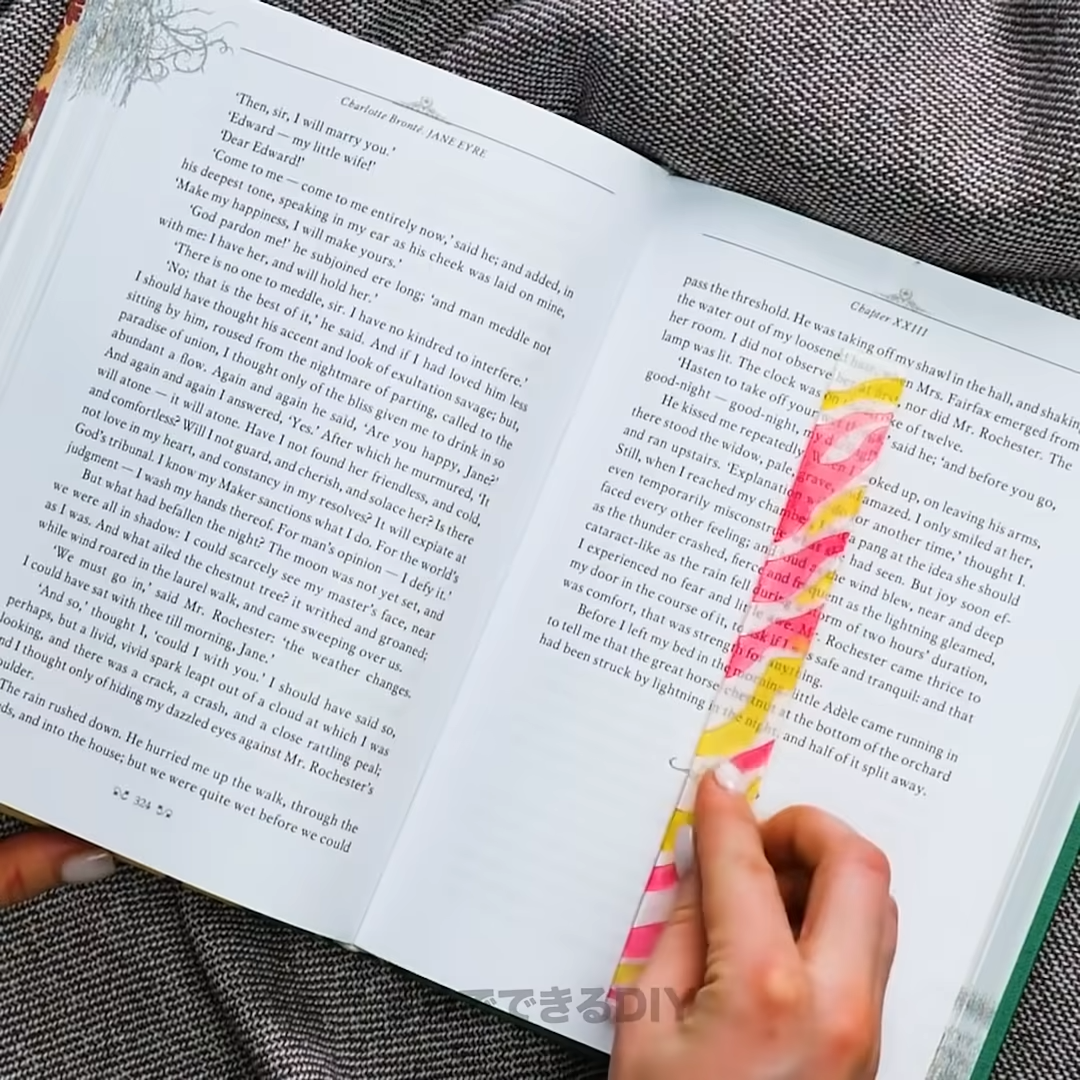 Charlotte Brontë. JANE EYRE
‘Then, sir, I will marry you.’
‘Edward — my little wife!’
‘Dear Edward!’
‘Come to me — come to me entirely now,’ said he; and added, in
his deepest tone, speaking in my ear as his cheek was laid on mine,
‘Make my happiness, I will make yours.’
‘God pardon me!’ he subjoined ere long; ‘and man meddle not
with me: I have her, and will hold her.’
‘There is no one to meddle, sir. I have no kindred to interfere.’
‘No; that is the best of it,’ he said. And if I had loved him less
I should have thought his accent and look of exultation savage; but,
sitting by him, roused from the nightmare of parting, called to the
paradise of union, I thought only of the bliss given me to drink in so
abundant a flow. Again and again he said, ‘Are you happy, Jane?’
And again and again I answered, ‘Yes.’ After which he murmured, ‘It
will atone — it will atone. Have I not found her friendless, and cold,
and comfortless? Will I not guard, and cherish, and solace her? Is there
not love in my heart, and constancy in my resolves? It will expiate at
God’s tribunal. I know my Maker sanctions what I do. For the world’s
judgment — I wash my hands thereof. For man’s opinion — I defy it.’
But what had befallen the night? The moon was not yet set, and
we were all in shadow: I could scarcely see my master’s face, near
as I was. And what ailed the chestnut tree? it writhed and groaned;
while wind roared in the laurel walk, and came sweeping over us.
‘We must go in,’ said Mr. Rochester: ‘the weather changes.
I could have sat with thee till morning, Jane.’
‘And so,’ thought I, ‘could I with you.’ I should have said so,
perhaps, but a livid, vivid spark leapt out of a cloud at which I was
looking, and there was a crack, a crash, and a close rattling peal;
and I thought only of hiding my dazzled eyes against Mr. Rochester’s
The rain rushed down. He hurried me up the walk, through the
and into the house; but we were quite wet before we could
324
Chapter XXIII
pass the threshold. He was taking off my shawl in the hall, and shaking
the water out of my loosened hair, when Mrs. Fairfax emerged from
her room. I did not observe her at first, nor did Mr. Rochester. The
lamp was lit. The clock was on the stroke of twelve.
‘Hasten to take off your said he; ‘and before you go,
good-night — good-night, my darling!’
He kissed me repeatedly. When I looked up, on leaving his arms,
there stood the widow, pale, grave, and amazed. I only smiled at her,
and ran upstairs. ‘Explanation will do for another time,’ thought I.
Still, when I reached my chamber, a pang at the idea she should
even temporarily misconstrue what she had seen. But joy soon ef-
faced every other feeling; and loud as the wind blew, near and deep
as the thunder crashed, fierce and frequent as the lightning gleamed,
cataract-like as the rain fell during a storm of two hours’ duration,
I experienced no fear and little awe. Mr. Rochester came thrice to
my door in the course of it, to ask if I was safe and tranquil: and that
was comfort, that was strength for anything.
Before I left my bed in the morning, little Adèle came running in
to tell me that the great horse-chestnut at the bottom of the orchard
had been struck by lightning in the night, and half of it split away.
でできるDIY